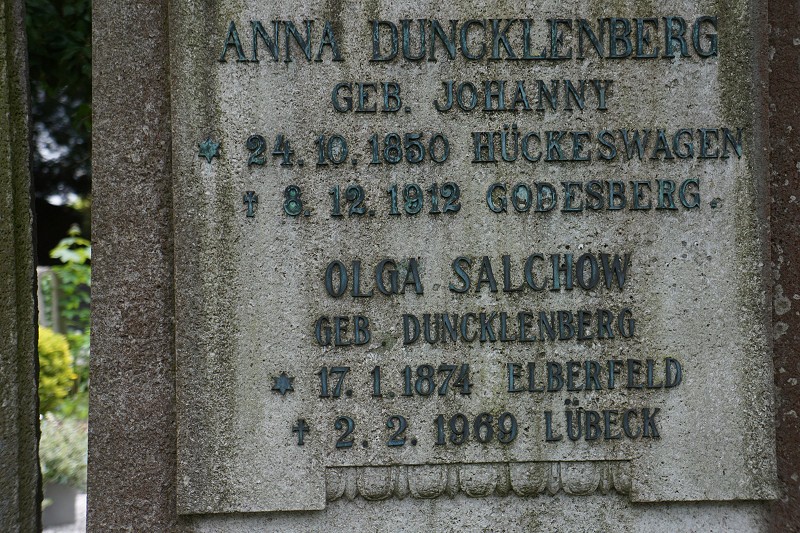 ANNA DUNCKLENBERG
GEB. JOHANNY
* 24.10.1850 HÜCKESWAGEN
† 8.12.1912 GODESBERG.
OLGA SALCHOW
GEB DUNCKLENBERG
* 17.1.1874 ELBERFELD
† 2.2.1969 LÜBECK